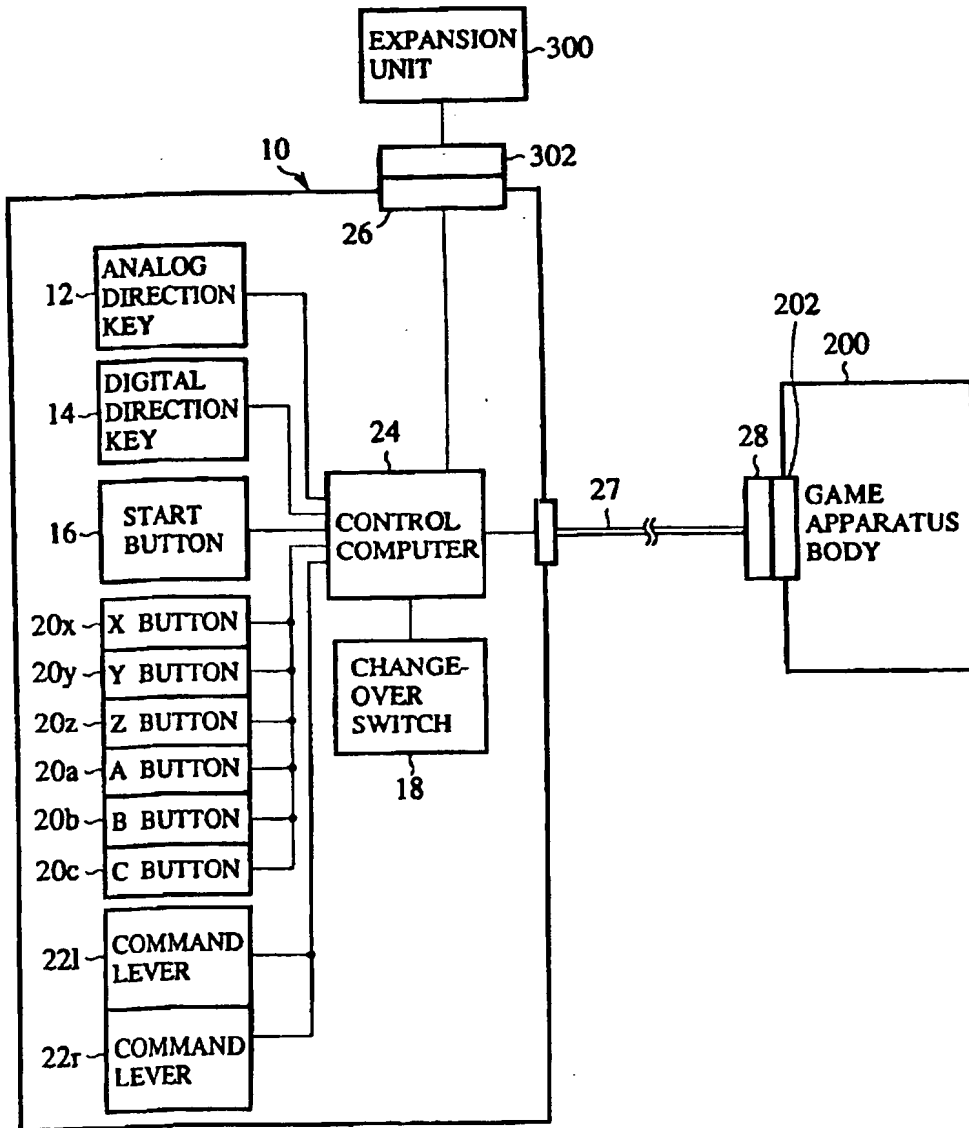 EXPANSION
UNIT
300
10
302
26
ANALOG
DIRECTION
KEY
12
202
200
DIGITAL
DIRECTION
KEY
14
24
28
27
START
BUTTON
16
CONTROL
COMPUTER
GAME
APPARATUS
BODY
20x
X BUTTON
20y
Y BUTTON
20z
Z BUTTON
20a
A BUTTON
20b
B BUTTON
20c
C BUTTON
CHANGE-
OVER
SWITCH
18
22l
COMMAND
LEVER
22r
COMMAND
LEVER